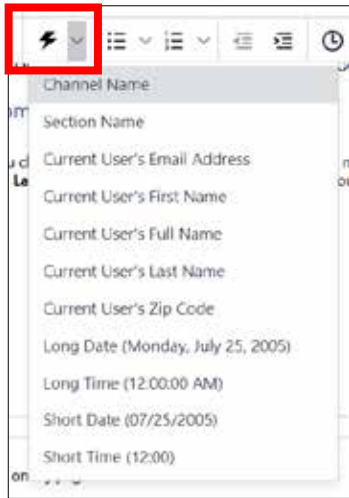 Channel Name
Section Name
Current User's Email Address
Current User's First Name
Current User's Full Name
Current User's Last Name
Current User's Zip Code
Long Date (Monday, July 25, 2005)
Long Time (12:00:00 AM)
Short Date (07/25/2005)
Short Time (12:00)
on